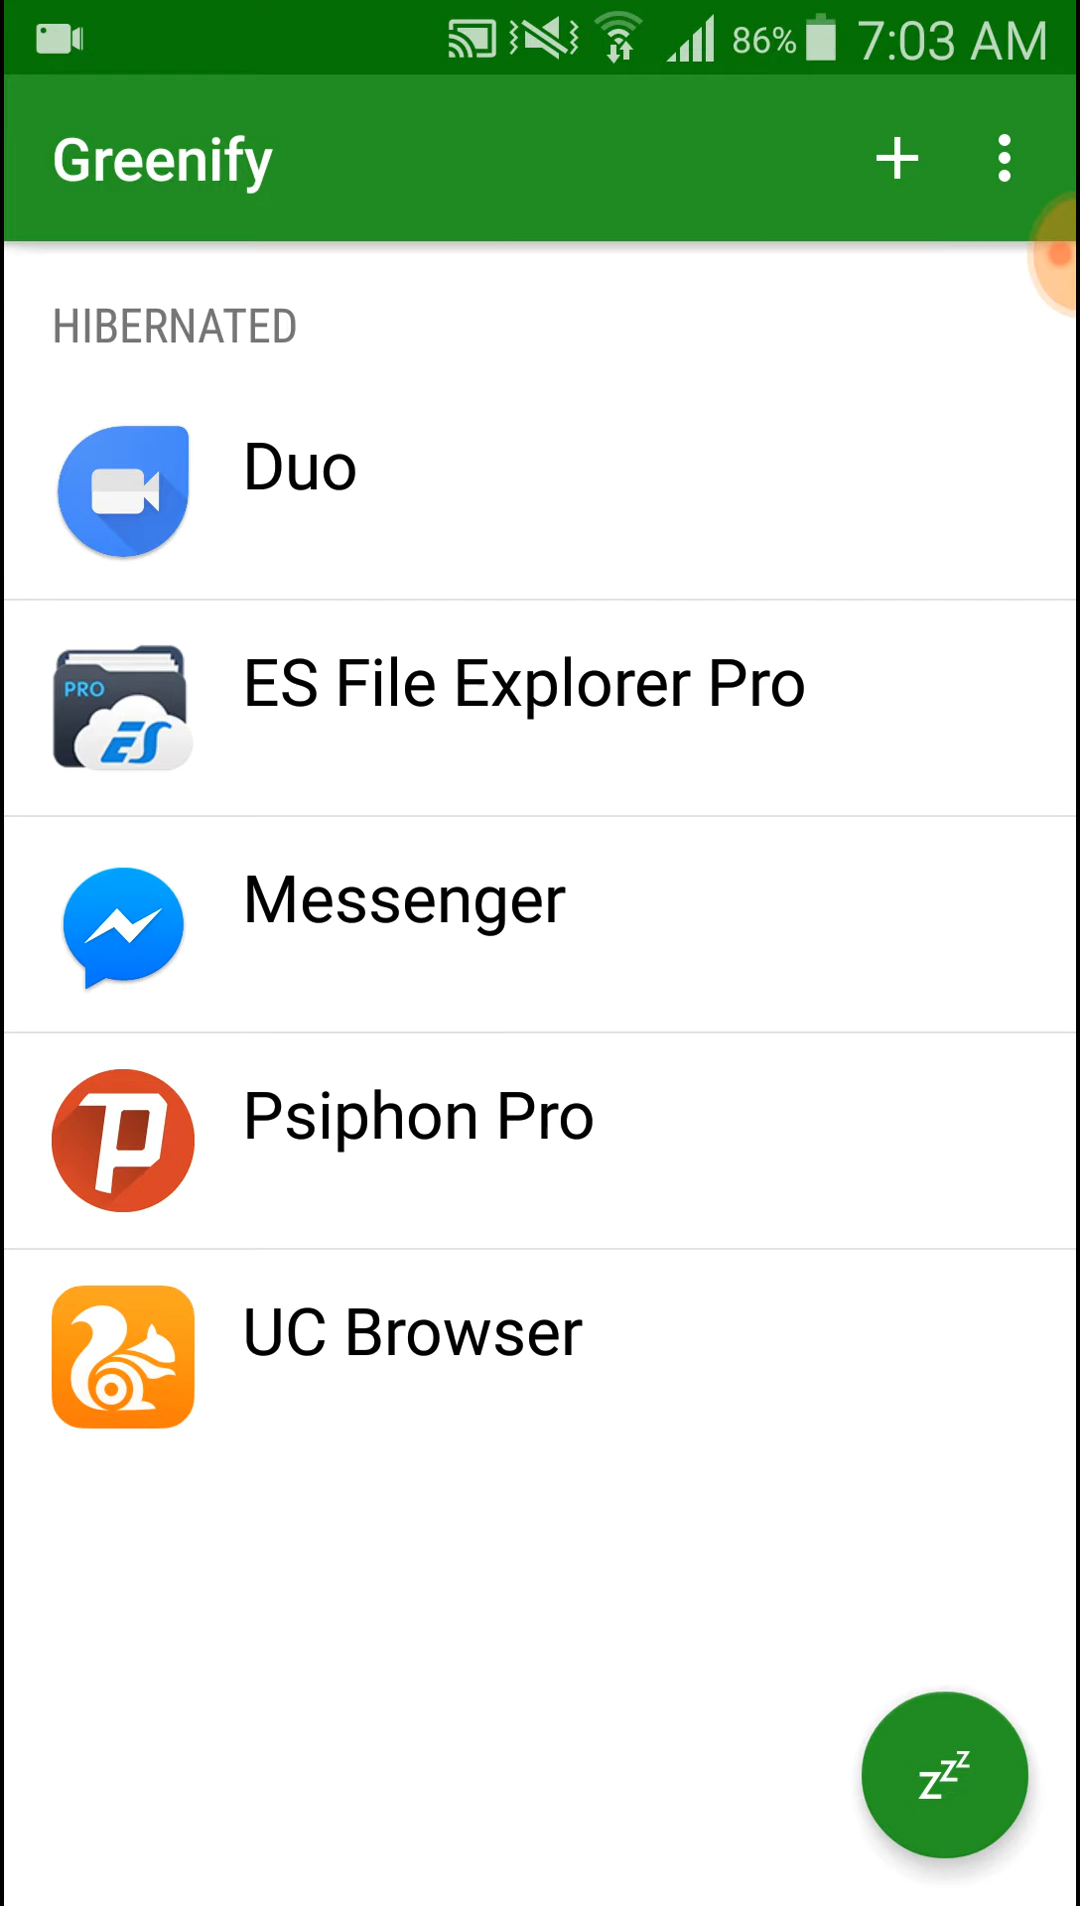 86% 7:03 AM
Greenify
HIBERNATED
Duo
PRO
ES
ES File Explorer Pro
Messenger
Psiphon Pro
UC Browser
zzz